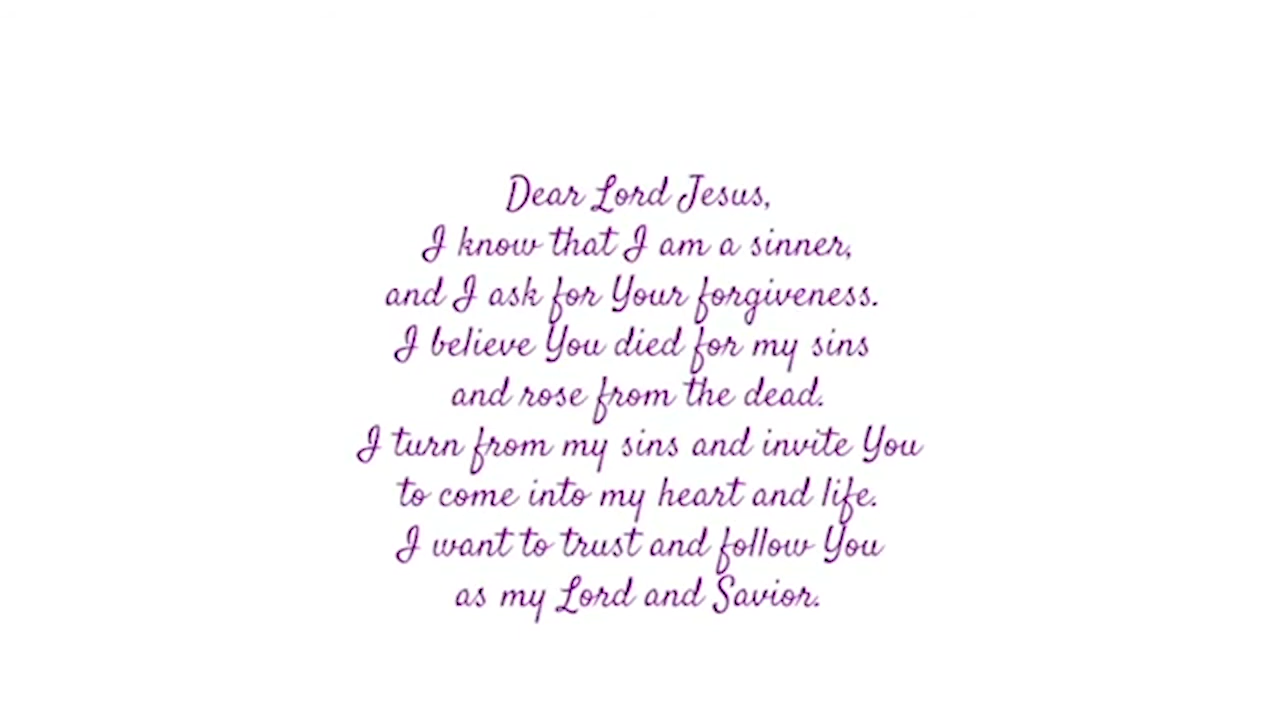 Dear Lord Jesus,
I know that I am a sinner,
and I ask for Your forgiveness.
I believe You died for my sins
and rose from the dead.
I turn from my sins and invite You
to come into my heart and life.
I want to trust and follow You
as my Lord and Savior.